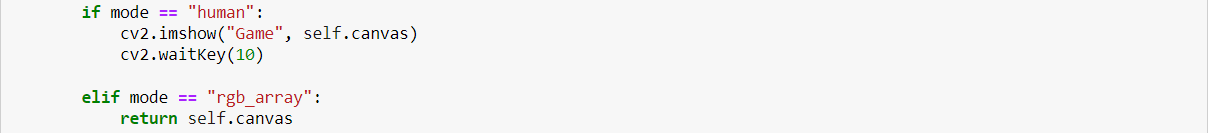 if mode == "human":
    cv2.imshow("Game", self.canvas)
    cv2.waitKey(10)

elif mode == "rgb_array":
    return self.canvas